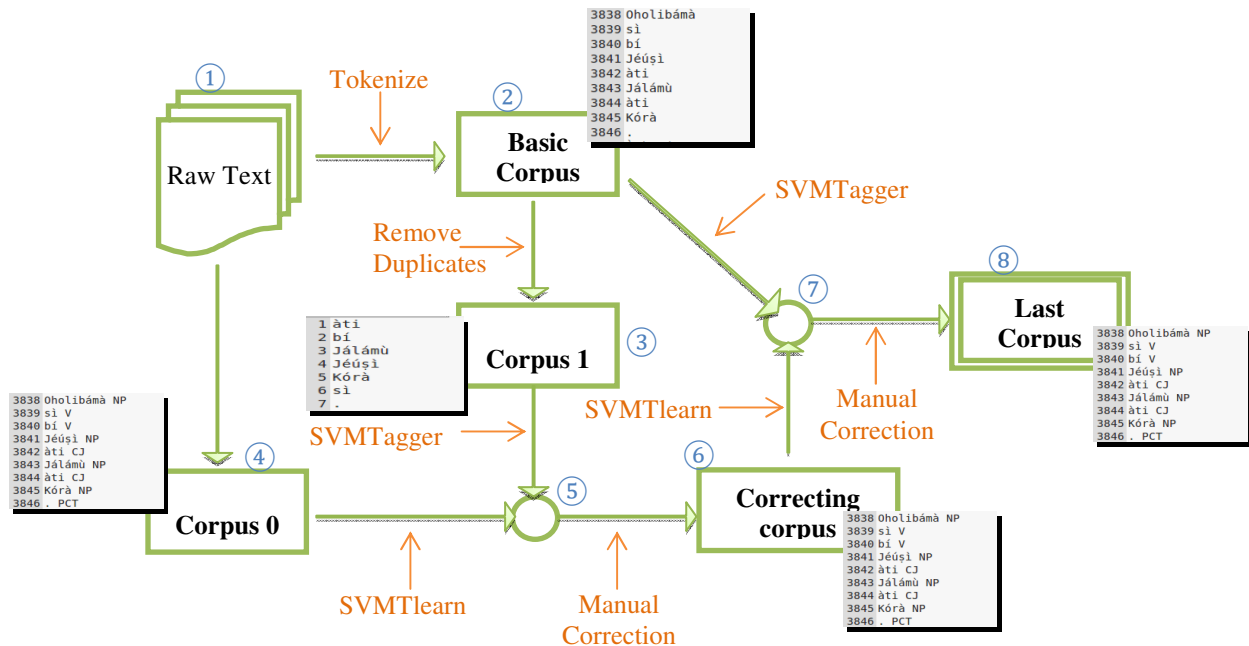 ①
Raw Text
Tokenize
②
Basic
Corpus
3838 Oholibámà
3839 sì
3840 bí
3841 Jéúṣì
3842 àti
3843 Jálámù
3844 àti
3845 Kórà
3846 .
SVMTagger
Remove
Duplicates
③
Corpus 1
1 àti
2 bí
3 Jálámù
4 Jéúṣì
5 Kórà
6 sì
7 .
SVMTagger
⑦
⑧
Last
Corpus
3838 Oholibámà NP
3839 sì V
3840 bí V
3841 Jéúṣì NP
3842 àti CJ
3843 Jálámù NP
3844 àti CJ
3845 Kórà NP
3846 . PCT
SVMTlearn
Manual
Correction
3838 Oholibámà NP
3839 sì V
3840 bí V
3841 Jéúṣì NP
3842 àti CJ
3843 Jálámù NP
3844 àti CJ
3845 Kórà NP
3846 . PCT
④
Corpus 0
⑤
⑥
Correcting
corpus
3838 Oholibámà NP
3839 sì V
3840 bí V
3841 Jéúṣì NP
3842 àti CJ
3843 Jálámù NP
3844 àti CJ
3845 Kórà NP
3846 . PCT
SVMTlearn
Manual
Correction